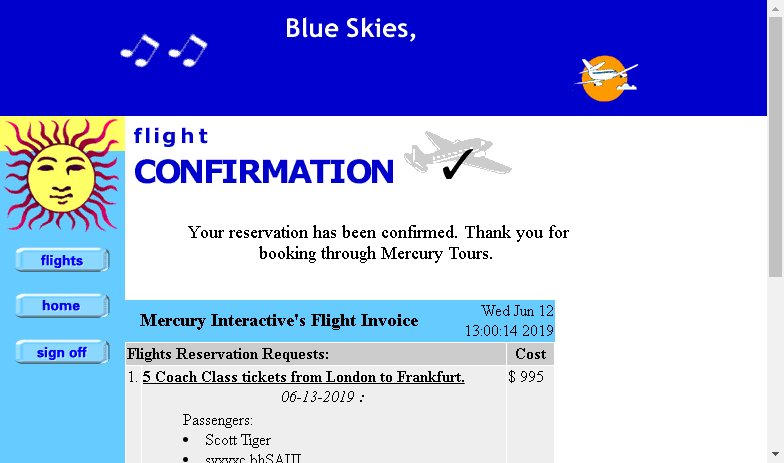 Blue Skies,
flight
CONFIRMATION
Your reservation has been confirmed. Thank you for
booking through Mercury Tours.
flights
home
sign off
Mercury Interactive's Flight Invoice
Wed Jun 12
13:00:14 2019
Flights Reservation Requests: Cost
1. 5 Coach Class tickets from London to Frankfurt. $ 995
06-13-2019 :
Passengers:
• Scott Tiger